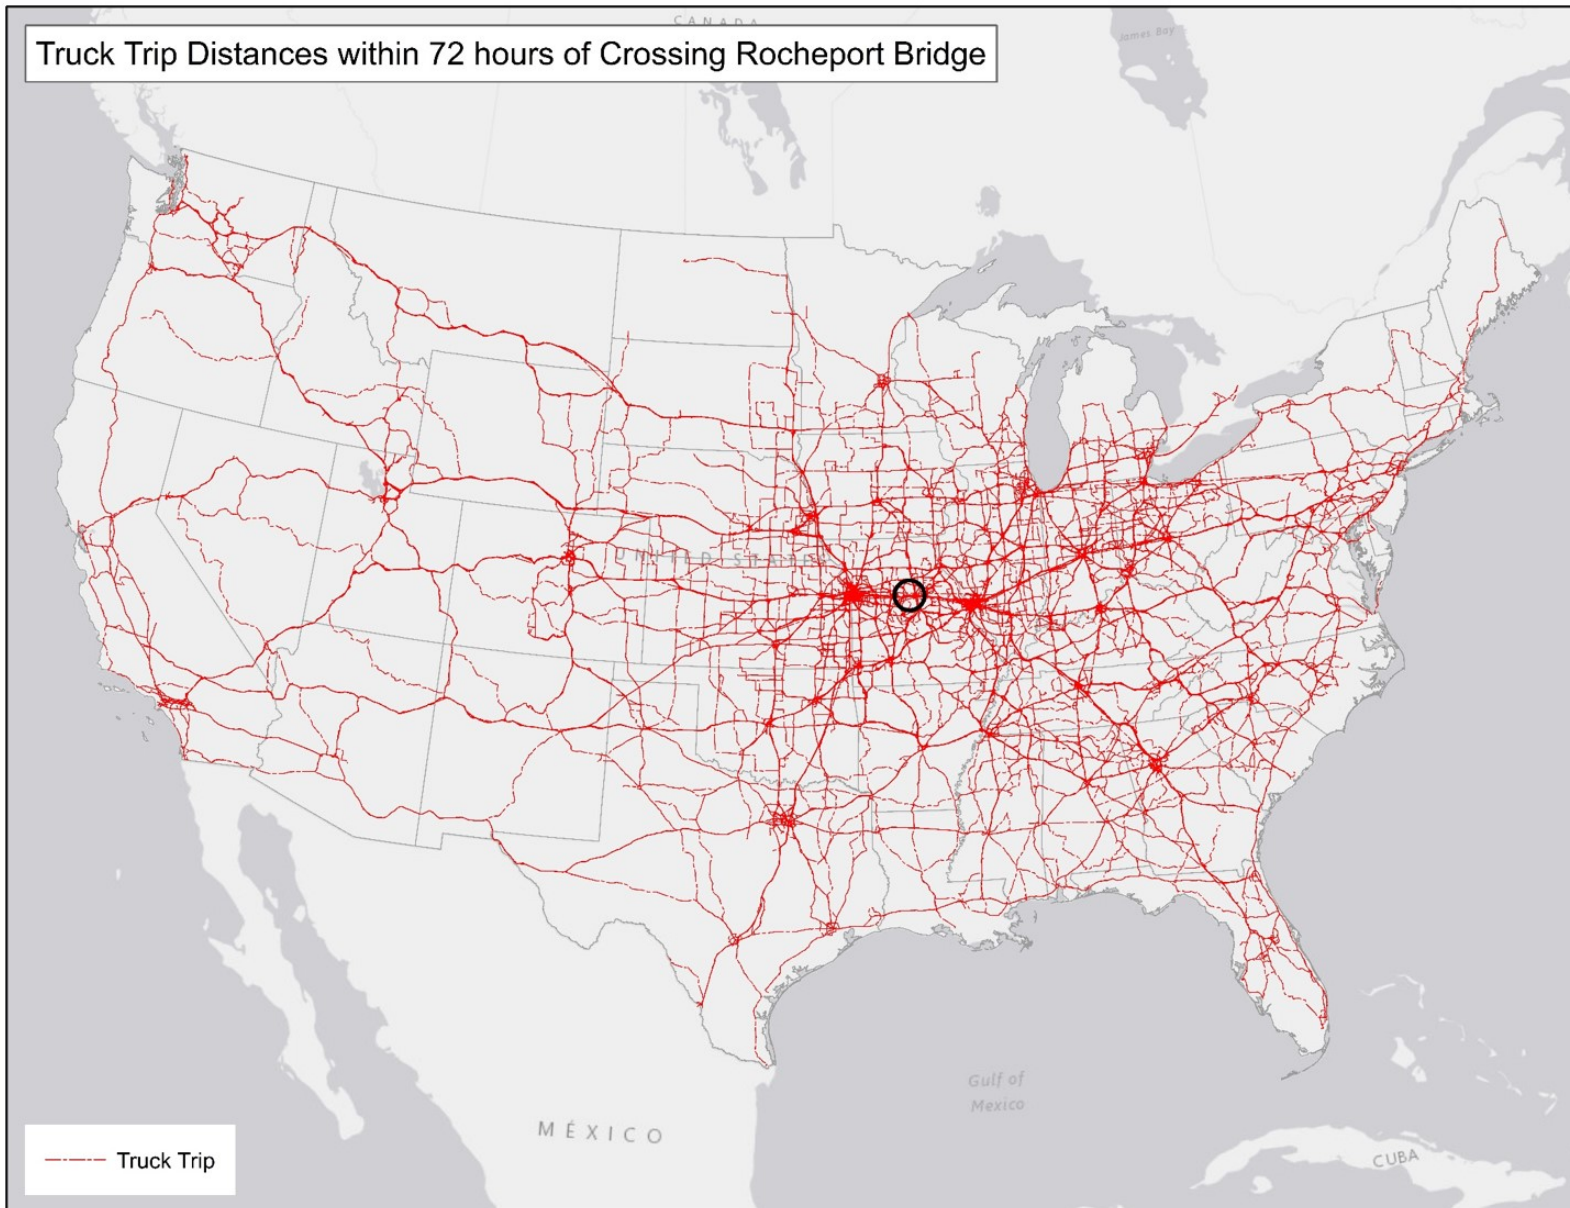 CANADA
James Bay
Truck Trip Distances within 72 hours of Crossing Rocheport Bridge
UNITED STATES
Gulf of
Mexico
MÉXICO
Truck Trip
CUBA